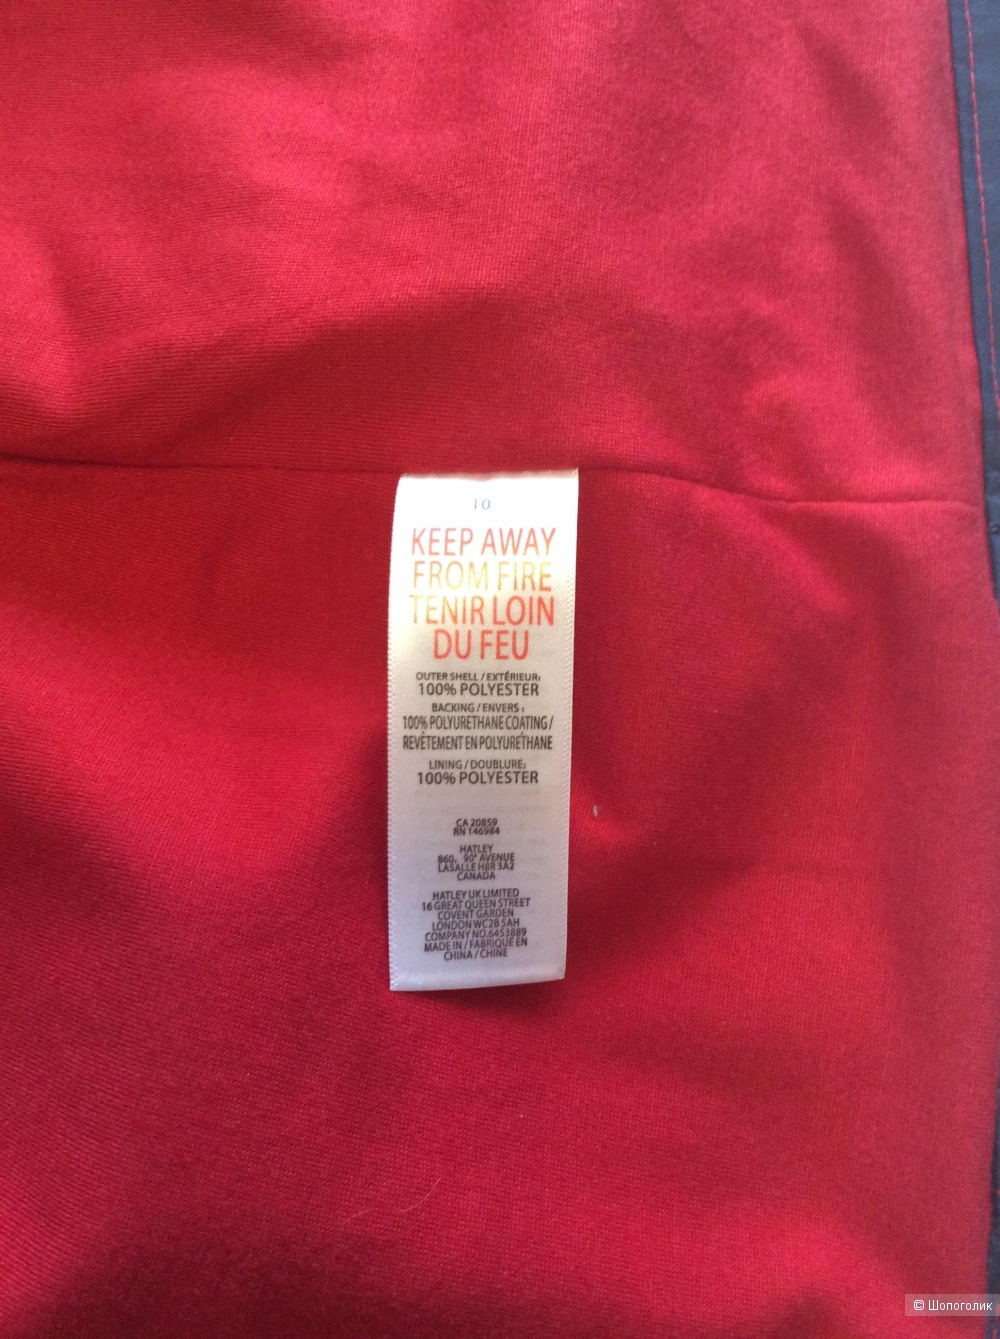 10
KEEP AWAY
FROM FIRE
TENIR LOIN
DU FEU
OUTER SHELL / EXTÉRIEUR:
100% POLYESTER
BACKING / ENVERS :
100% POLYURETHANE COATING /
REVÊTEMENT EN POLYURÉTHANE
LINING / DOUBLURE:
100% POLYESTER
CA 20859
RN 146984
HATLEY
860, 90e AVENUE
LASALLE H8R 3A2
CANADA
HATLEY UK LIMITED
16 GREAT QUEEN STREET
COVENT GARDEN
LONDON WC2B 5AH
COMPANY NO.6453889
MADE IN / FABRIQUE EN
CHINA / CHINE
© Шопоголик